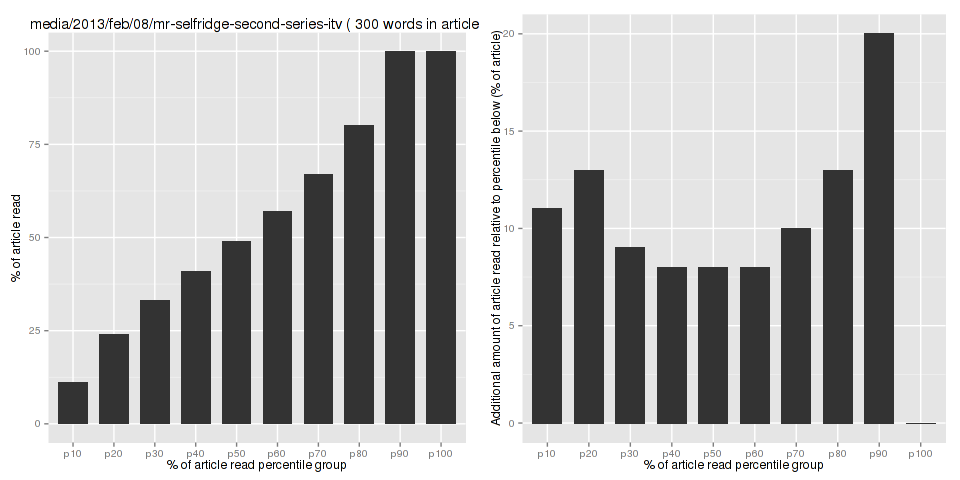 media/2013/feb/08/mr-selfridge-second-series-itv ( 300 words in article
% of article read
100
75
50
25
0
p10 p20 p30 p40 p50 p60 p70 p80 p90 p100
% of article read percentile group
Additional amount of article read relative to percentile below (% of article)
20
15
10
5
0
p10 p20 p30 p40 p50 p60 p70 p80 p90 p100
% of article read percentile group